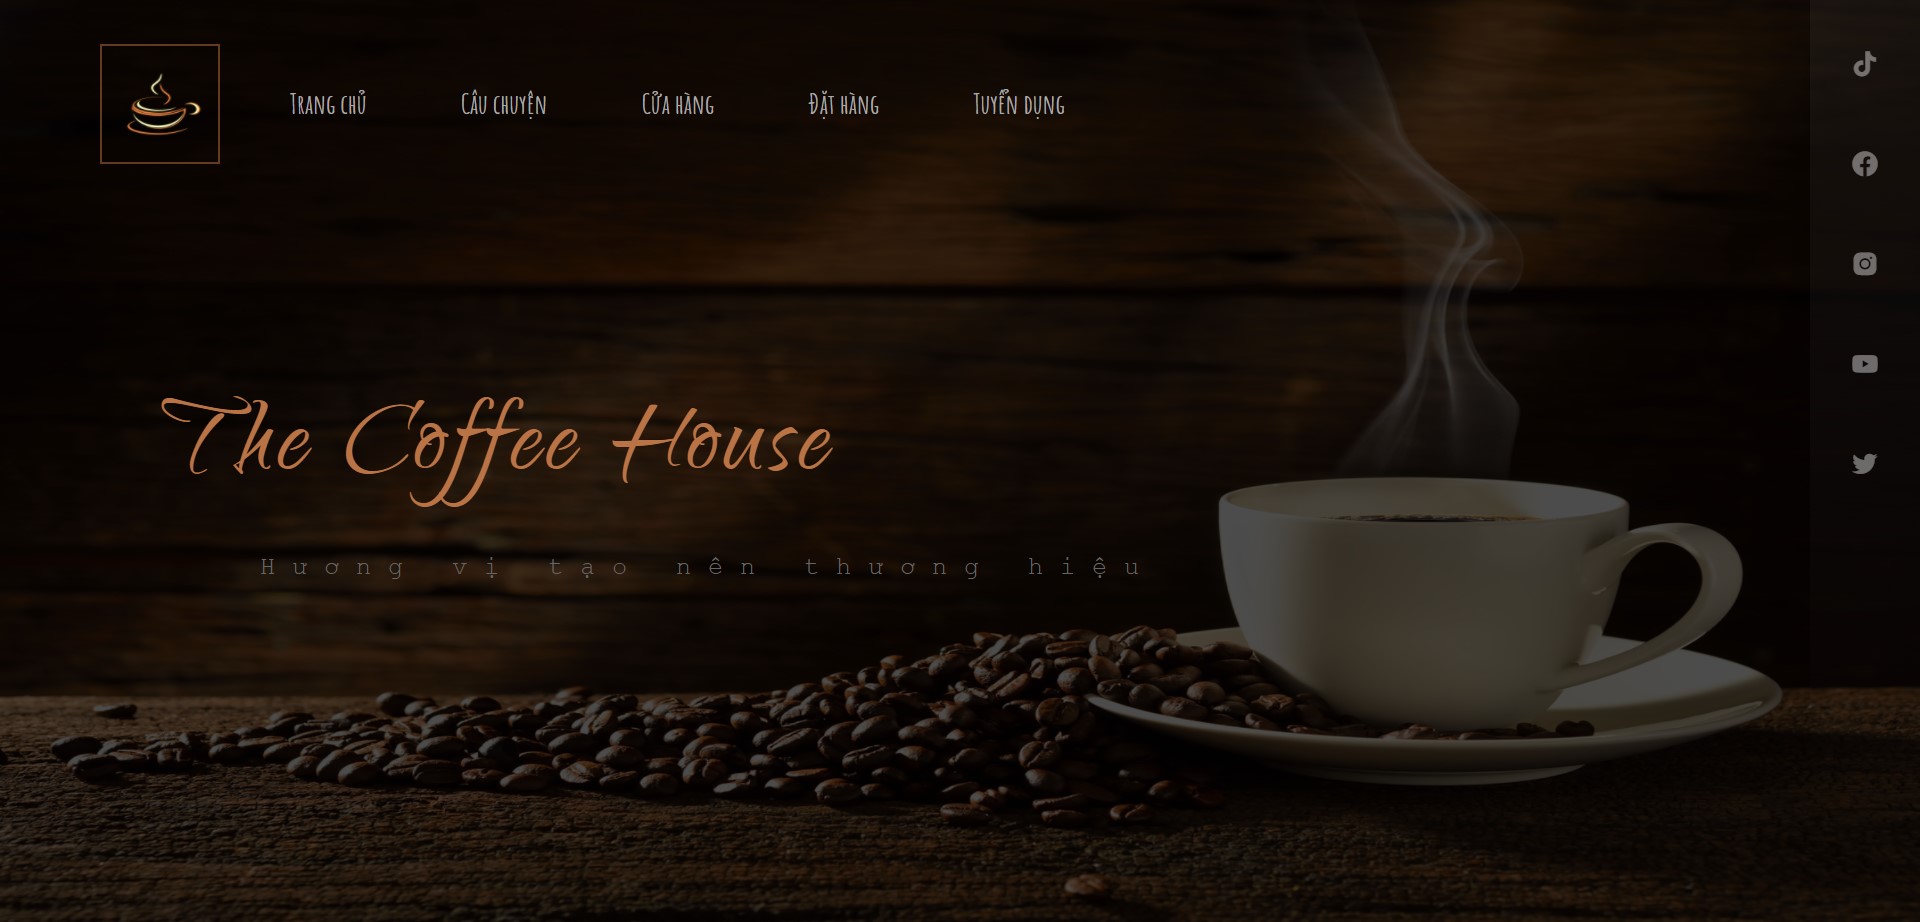 Trang chủ
Câu chuyện
Cửa hàng
Đặt hàng
Tuyển dụng
The Coffee House
Hương vị tạo nên thương hiệu